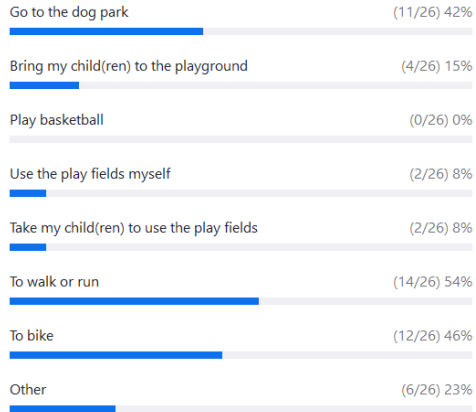 Go to the dog park (11/26) 42%
Bring my child(ren) to the playground (4/26) 15%
Play basketball (0/26) 0%
Use the play fields myself (2/26) 8%
Take my child(ren) to use the play fields (2/26) 8%
To walk or run (14/26) 54%
To bike (12/26) 46%
Other (6/26) 23%